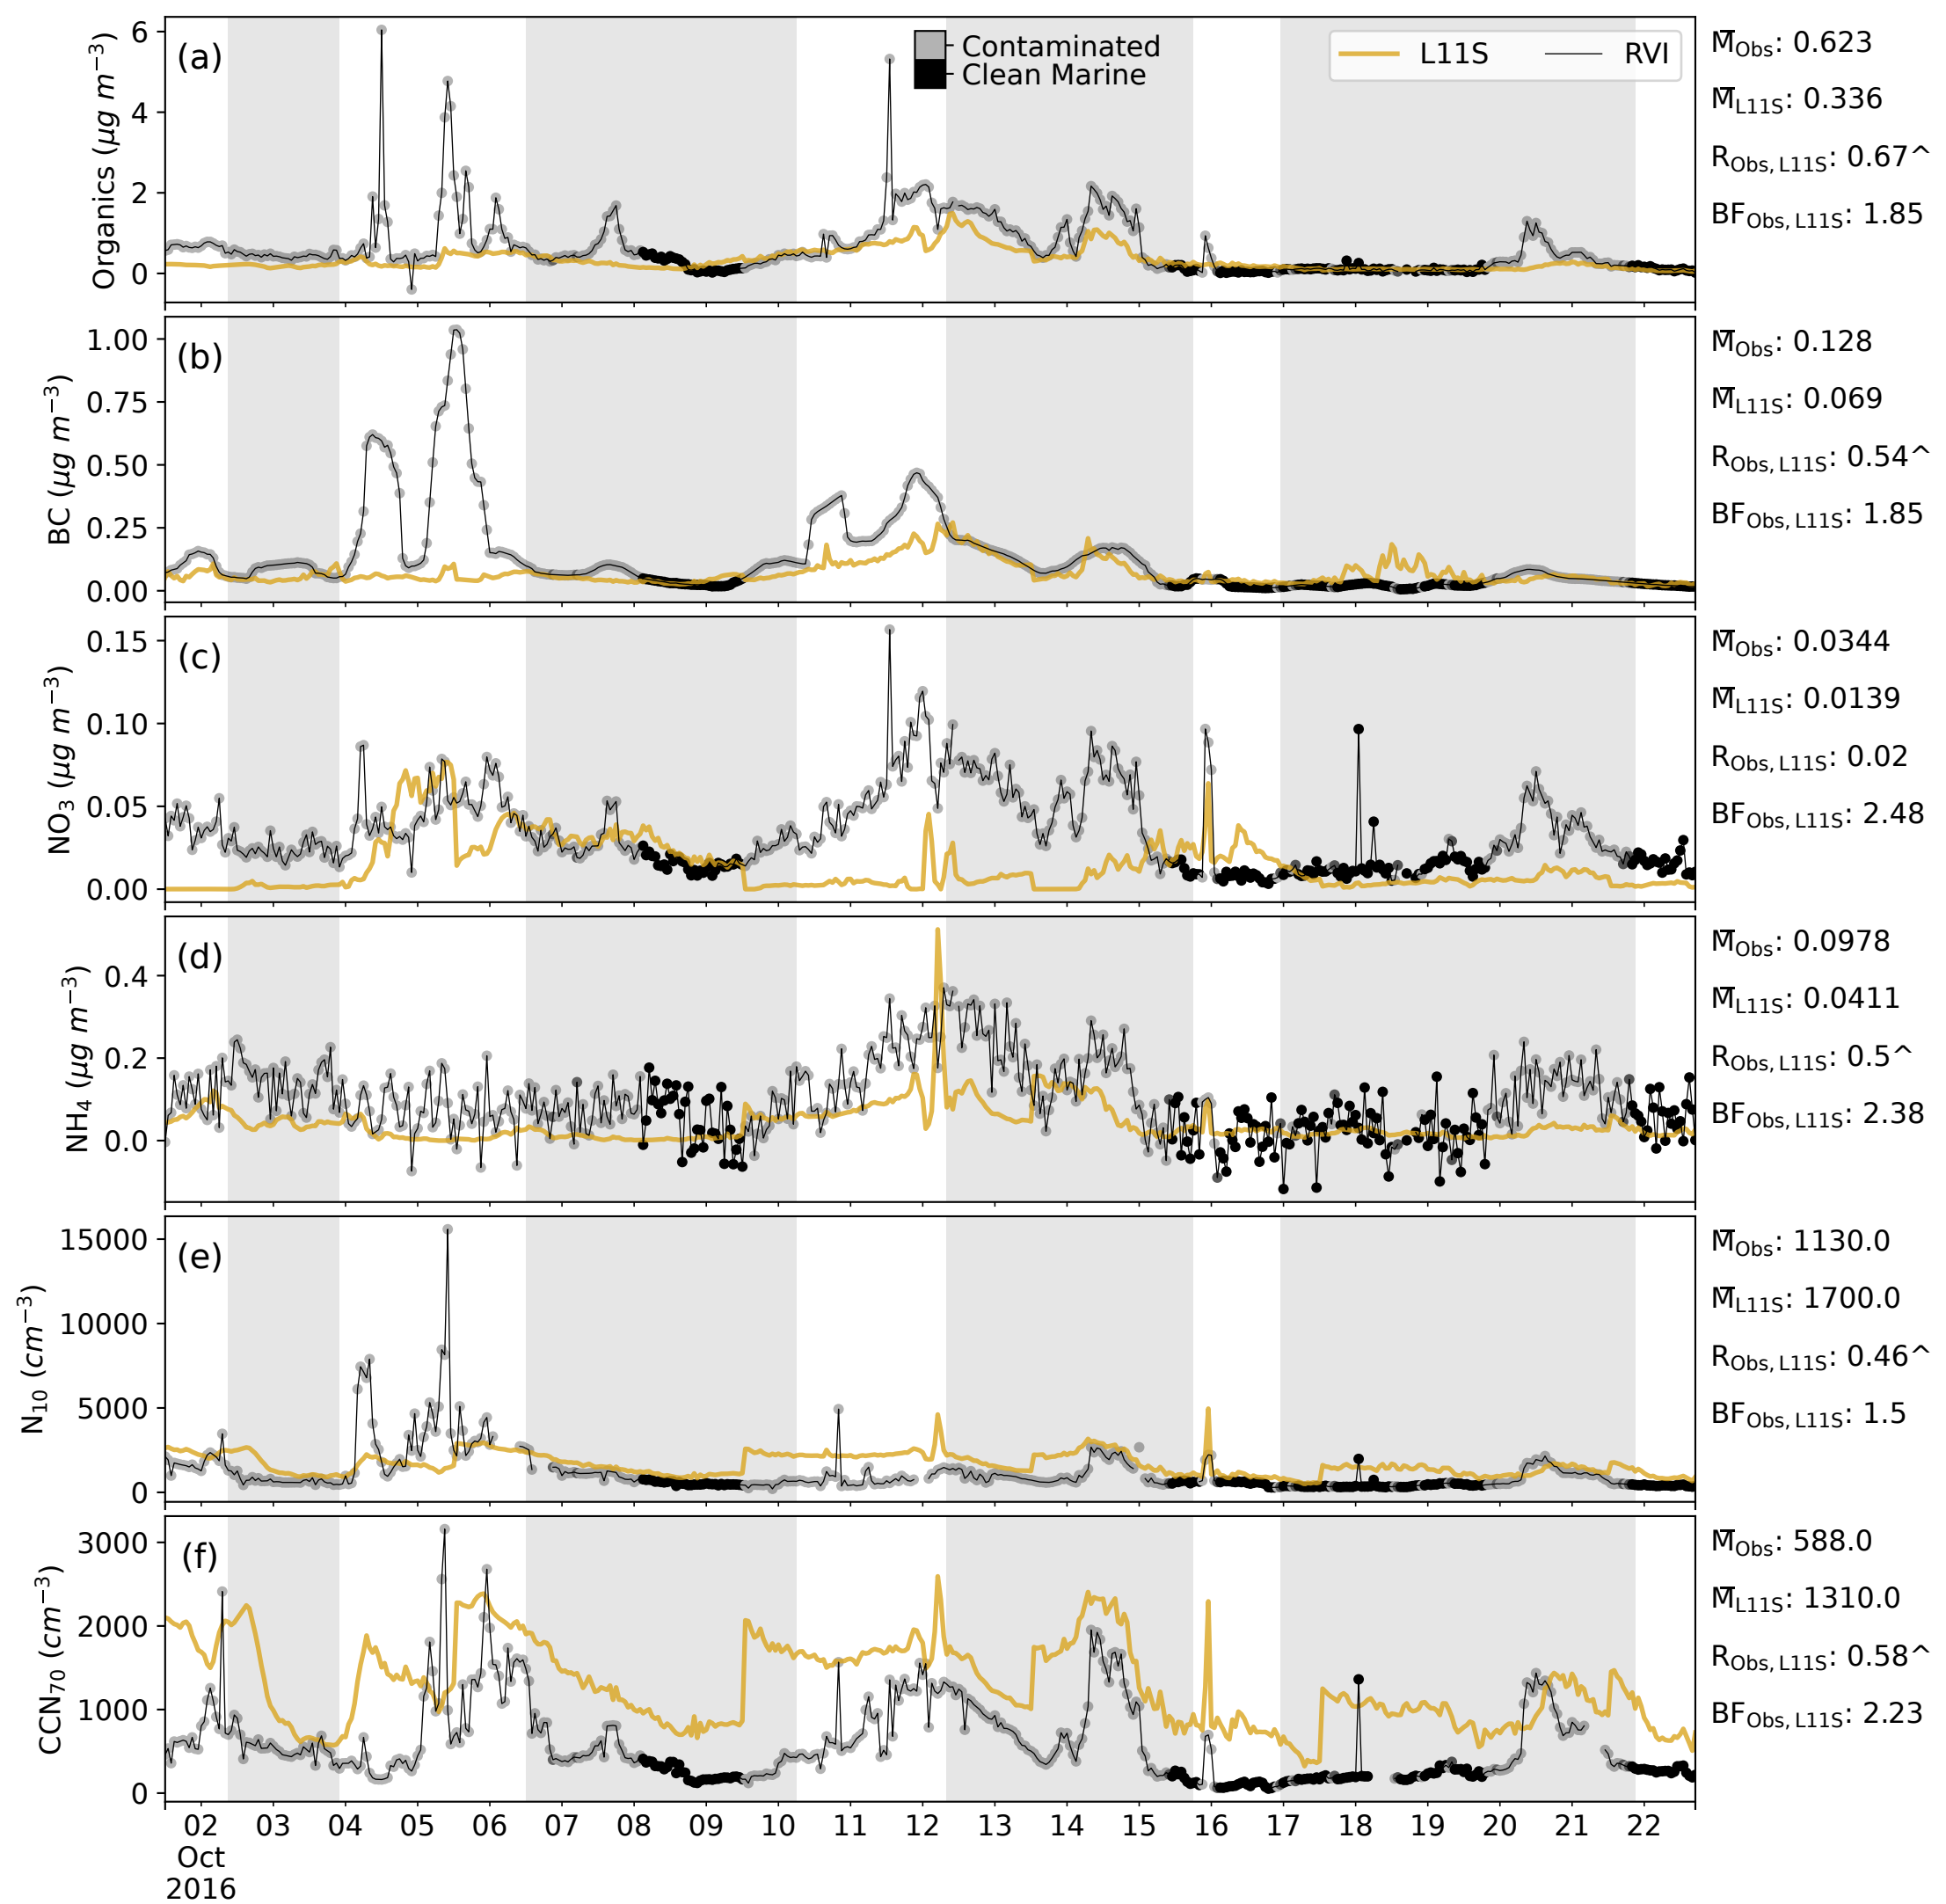 (a)
Organics (μg m⁻³)
6
4
2
0
Contaminated
Clean Marine
L11S
RVI
M̄Obs: 0.623
M̄L11S: 0.336
RObs, L11S: 0.67^
BFObs, L11S: 1.85
(b)
BC (μg m⁻³)
1.00
0.75
0.50
0.25
0.00
M̄Obs: 0.128
M̄L11S: 0.069
RObs, L11S: 0.54^
BFObs, L11S: 1.85
(c)
NO₃ (μg m⁻³)
0.15
0.10
0.05
0.00
M̄Obs: 0.0344
M̄L11S: 0.0139
RObs, L11S: 0.02
BFObs, L11S: 2.48
(d)
NH₄ (μg m⁻³)
0.4
0.2
0.0
M̄Obs: 0.0978
M̄L11S: 0.0411
RObs, L11S: 0.5^
BFObs, L11S: 2.38
(e)
N₁₀ (cm⁻³)
15000
10000
5000
0
M̄Obs: 1130.0
M̄L11S: 1700.0
RObs, L11S: 0.46^
BFObs, L11S: 1.5
(f)
CCN₇₀ (cm⁻³)
3000
2000
1000
0
M̄Obs: 588.0
M̄L11S: 1310.0
RObs, L11S: 0.58^
BFObs, L11S: 2.23
02 03 04 05 06 07 08 09 10 11 12 13 14 15 16 17 18 19 20 21 22
Oct
2016